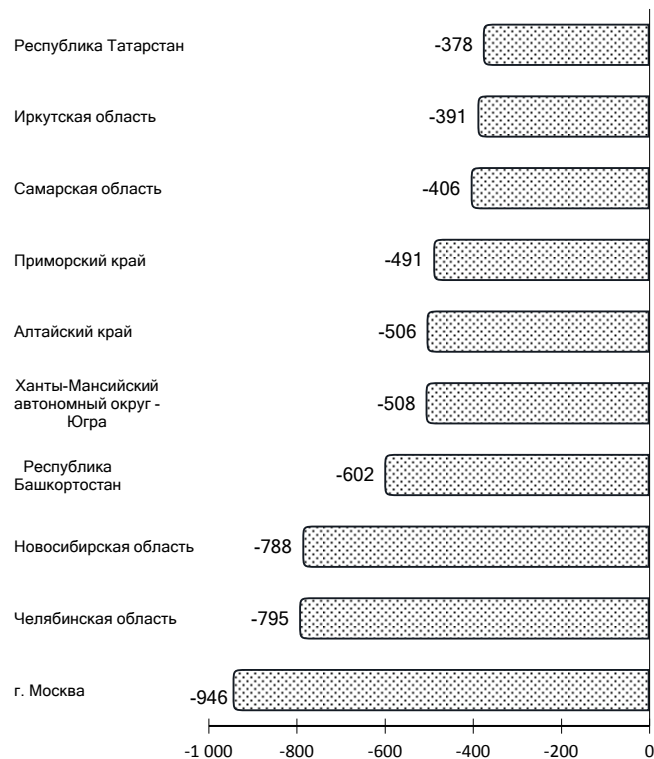 Республика Татарстан
-378
Иркутская область
-391
Самарская область
-406
Приморский край
-491
Алтайский край
-506
Ханты-Мансийский
автономный округ -
Югра
-508
Республика
Башкортостан
-602
Новосибирская область
-788
Челябинская область
-795
г. Москва
-946
-1 000 -800 -600 -400 -200 0